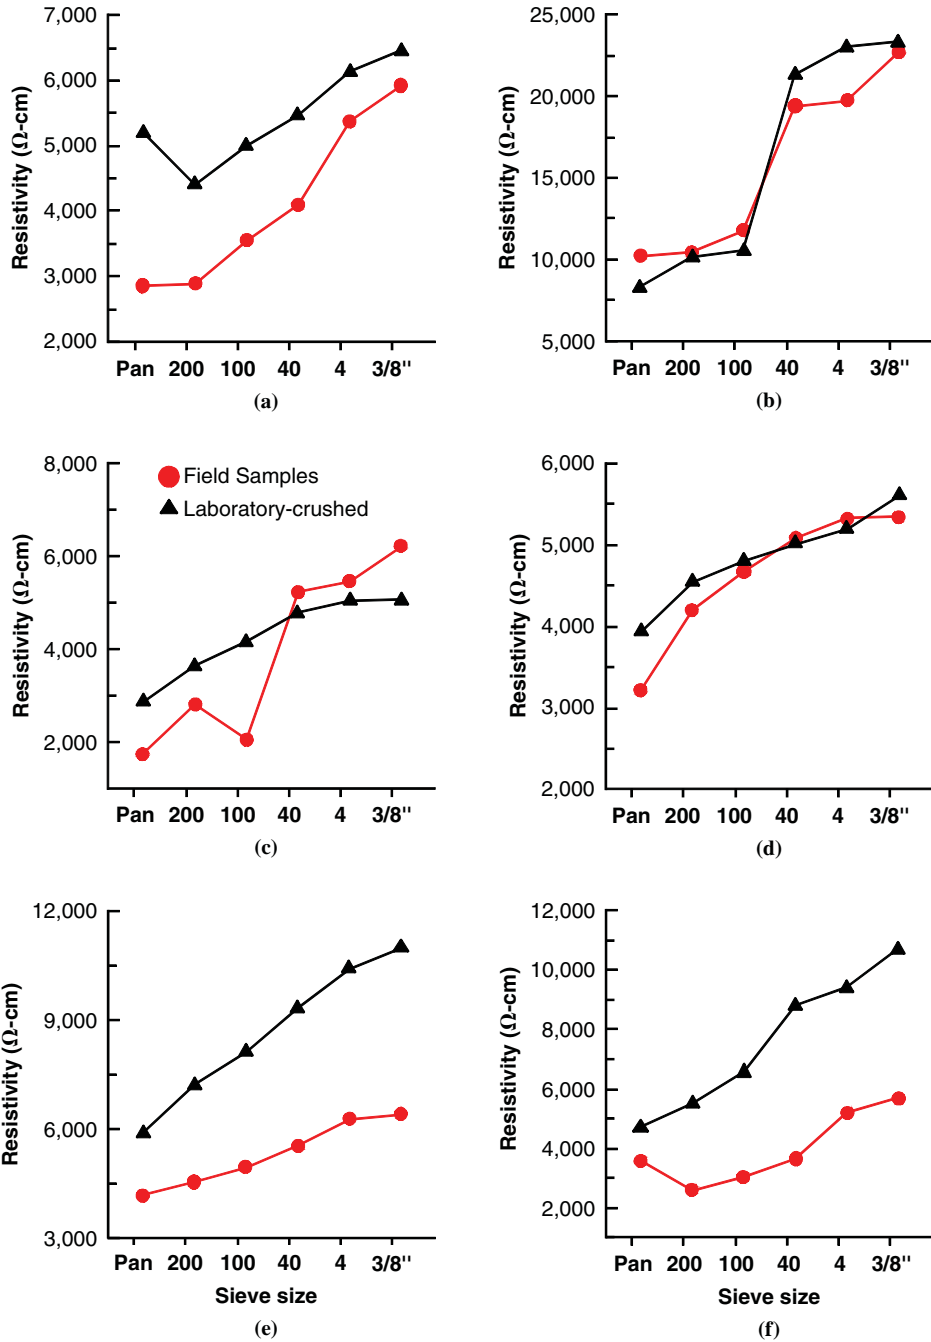 7,000
6,000
5,000
4,000
3,000
2,000
Resistivity (Ω-cm)
Pan 200 100 40 4 3/8"
(a)
25,000
20,000
15,000
10,000
5,000
Resistivity (Ω-cm)
Pan 200 100 40 4 3/8"
(b)
8,000
6,000
4,000
2,000
Resistivity (Ω-cm)
Field Samples
Laboratory-crushed
Pan 200 100 40 4 3/8"
(c)
6,000
5,000
4,000
3,000
2,000
Resistivity (Ω-cm)
Pan 200 100 40 4 3/8"
(d)
12,000
9,000
6,000
3,000
Resistivity (Ω-cm)
Pan 200 100 40 4 3/8"
Sieve size
(e)
12,000
10,000
8,000
6,000
4,000
2,000
Resistivity (Ω-cm)
Pan 200 100 40 4 3/8"
Sieve size
(f)